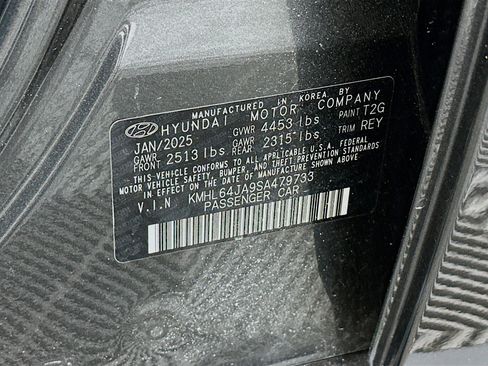 MANUFACTURED IN KOREA BY
HYUNDAI MOTOR COMPANY
JAN/2025 GVWR 4453 lbs PAINT T2G
GAWR FRONT 2513 lbs GAWR REAR 2315 lbs TRIM REY
THIS VEHICLE CONFORMS TO ALL APPLICABLE U.S.A. FEDERAL
MOTOR VEHICLE SAFETY, BUMPER, AND THEFT PREVENTION STANDARDS
IN EFFECT ON THE DATE OF MANUFACTURE SHOWN ABOVE.
V.I.N KMHL64JA9SA479733
PASSENGER CAR